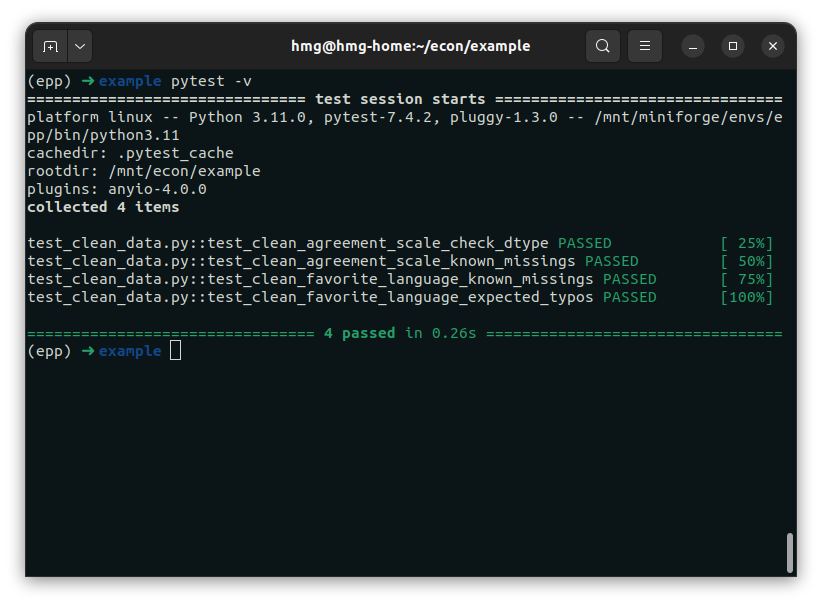 hmg@hmg-home:~/econ/example
(epp) ➜ example pytest -v
=============================== test session starts ================================
platform linux -- Python 3.11.0, pytest-7.4.2, pluggy-1.3.0 -- /mnt/miniforge/envs/e
pp/bin/python3.11
cachedir: .pytest_cache
rootdir: /mnt/econ/example
plugins: anyio-4.0.0
collected 4 items
test_clean_data.py::test_clean_agreement_scale_check_dtype PASSED            [ 25%]
test_clean_data.py::test_clean_agreement_scale_known_missings PASSED         [ 50%]
test_clean_data.py::test_clean_favorite_language_known_missings PASSED       [ 75%]
test_clean_data.py::test_clean_favorite_language_expected_typos PASSED       [100%]
================================ 4 passed in 0.26s =================================
(epp) ➜ example